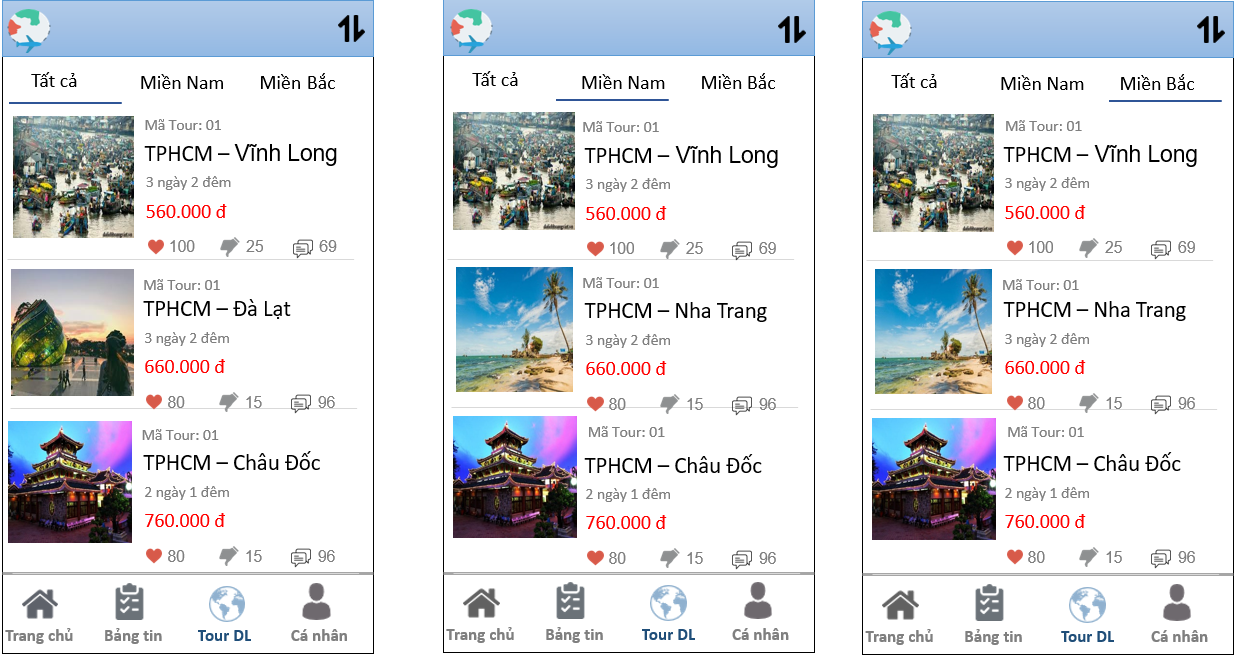 Tất cả
Miền Nam
Miền Bắc
Mã Tour: 01
TPHCM – Vĩnh Long
3 ngày 2 đêm
560.000 đ
100 25 69
Mã Tour: 01
TPHCM – Đà Lạt
3 ngày 2 đêm
660.000 đ
80 15 96
Mã Tour: 01
TPHCM – Châu Đốc
2 ngày 1 đêm
760.000 đ
80 15 96
Trang chủ
Bảng tin
Tour DL
Cá nhân
Tất cả
Miền Nam
Miền Bắc
Mã Tour: 01
TPHCM – Vĩnh Long
3 ngày 2 đêm
560.000 đ
100 25 69
Mã Tour: 01
TPHCM – Nha Trang
3 ngày 2 đêm
660.000 đ
80 15 96
Mã Tour: 01
TPHCM – Châu Đốc
2 ngày 1 đêm
760.000 đ
80 15 96
Trang chủ
Bảng tin
Tour DL
Cá nhân
Tất cả
Miền Nam
Miền Bắc
Mã Tour: 01
TPHCM – Vĩnh Long
3 ngày 2 đêm
560.000 đ
100 25 69
Mã Tour: 01
TPHCM – Nha Trang
3 ngày 2 đêm
660.000 đ
80 15 96
Mã Tour: 01
TPHCM – Châu Đốc
2 ngày 1 đêm
760.000 đ
80 15 96
Trang chủ
Bảng tin
Tour DL
Cá nhân